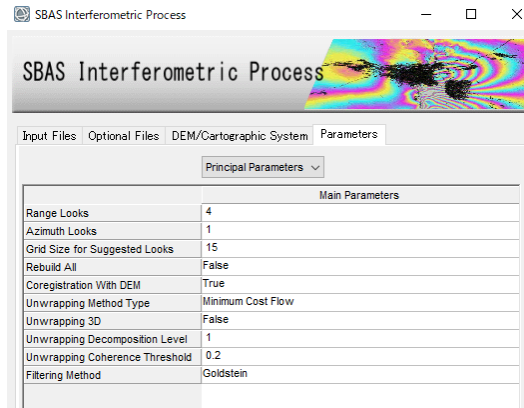 SBAS Interferometric Process
SBAS Interferometric Process
Input Files Optional Files DEM/Cartographic System Parameters
Principal Parameters
Main Parameters
Range Looks 4
Azimuth Looks 1
Grid Size for Suggested Looks 15
Rebuild All False
Coregistration With DEM True
Unwrapping Method Type Minimum Cost Flow
Unwrapping 3D False
Unwrapping Decomposition Level 1
Unwrapping Coherence Threshold 0.2
Filtering Method Goldstein